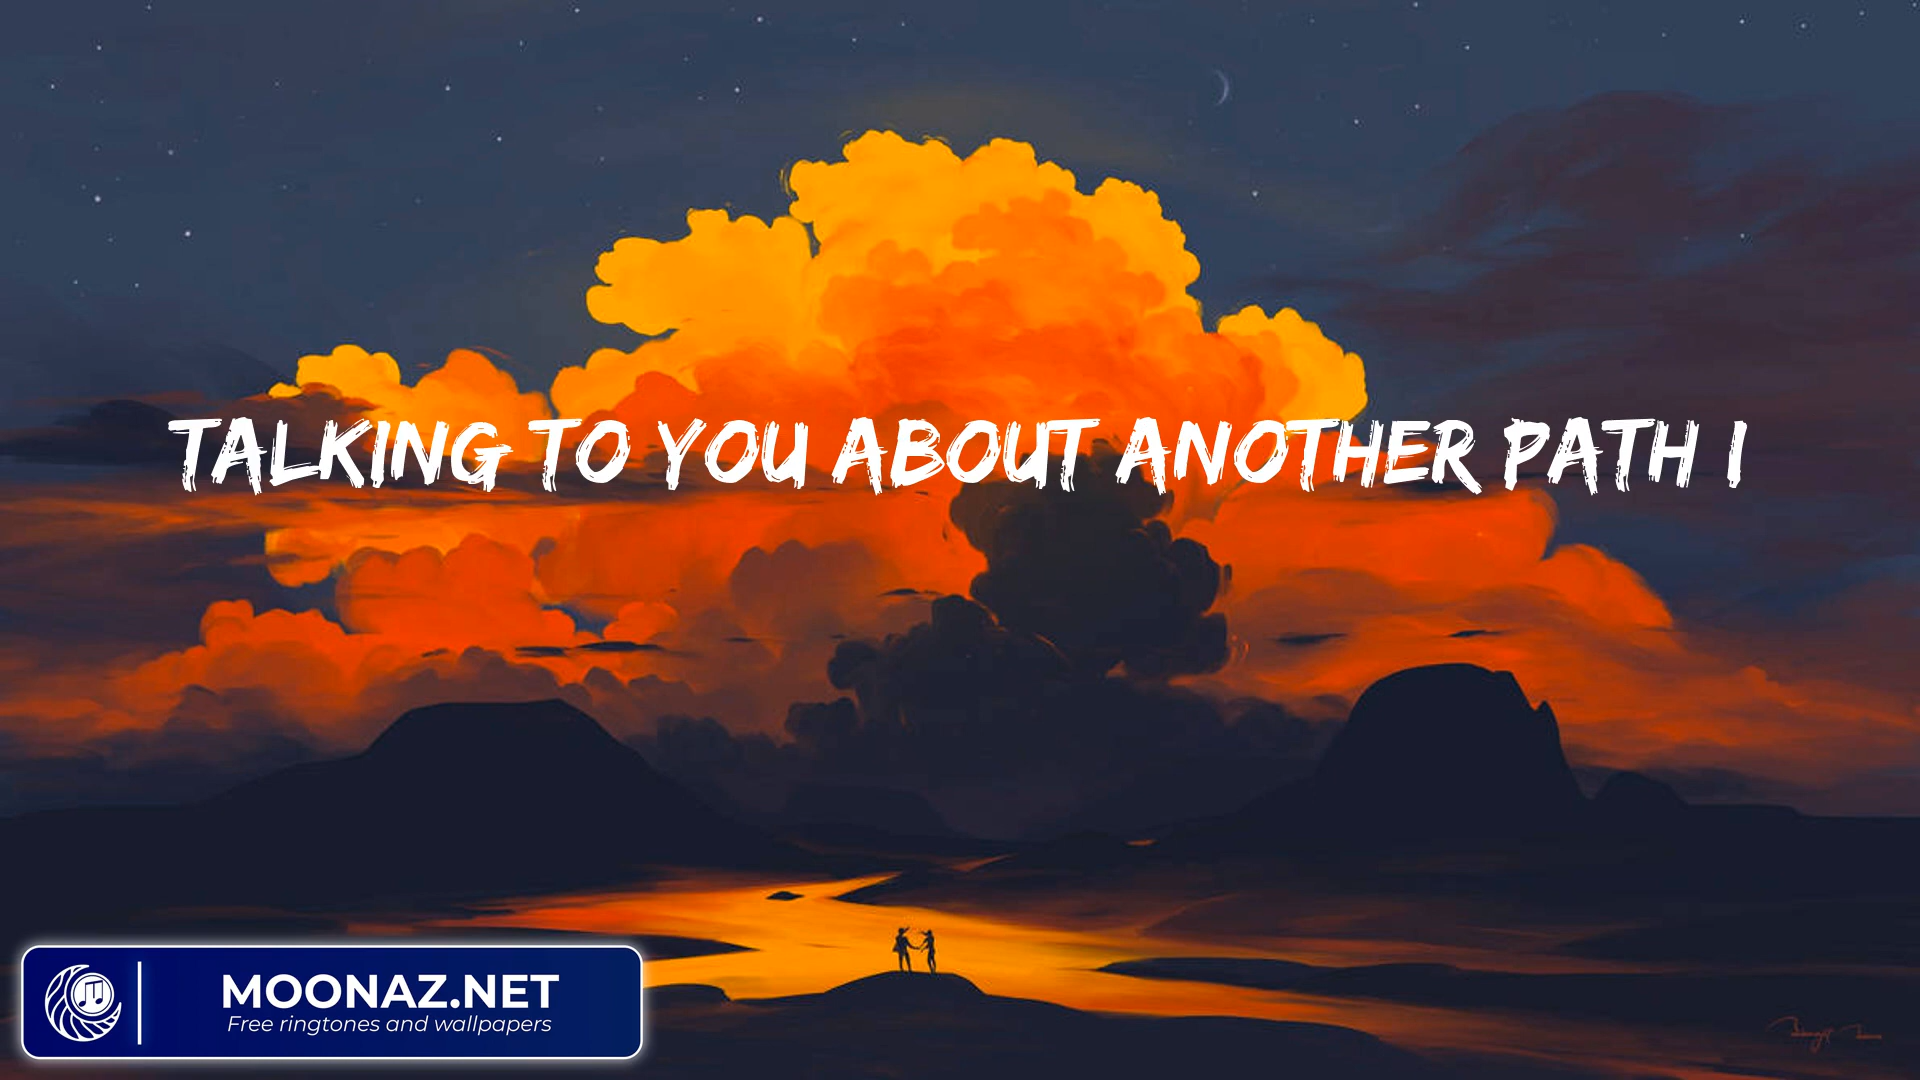 TALKING TO YOU ABOUT ANOTHER PATH I
MOONAZ.NET
Free ringtones and wallpapers